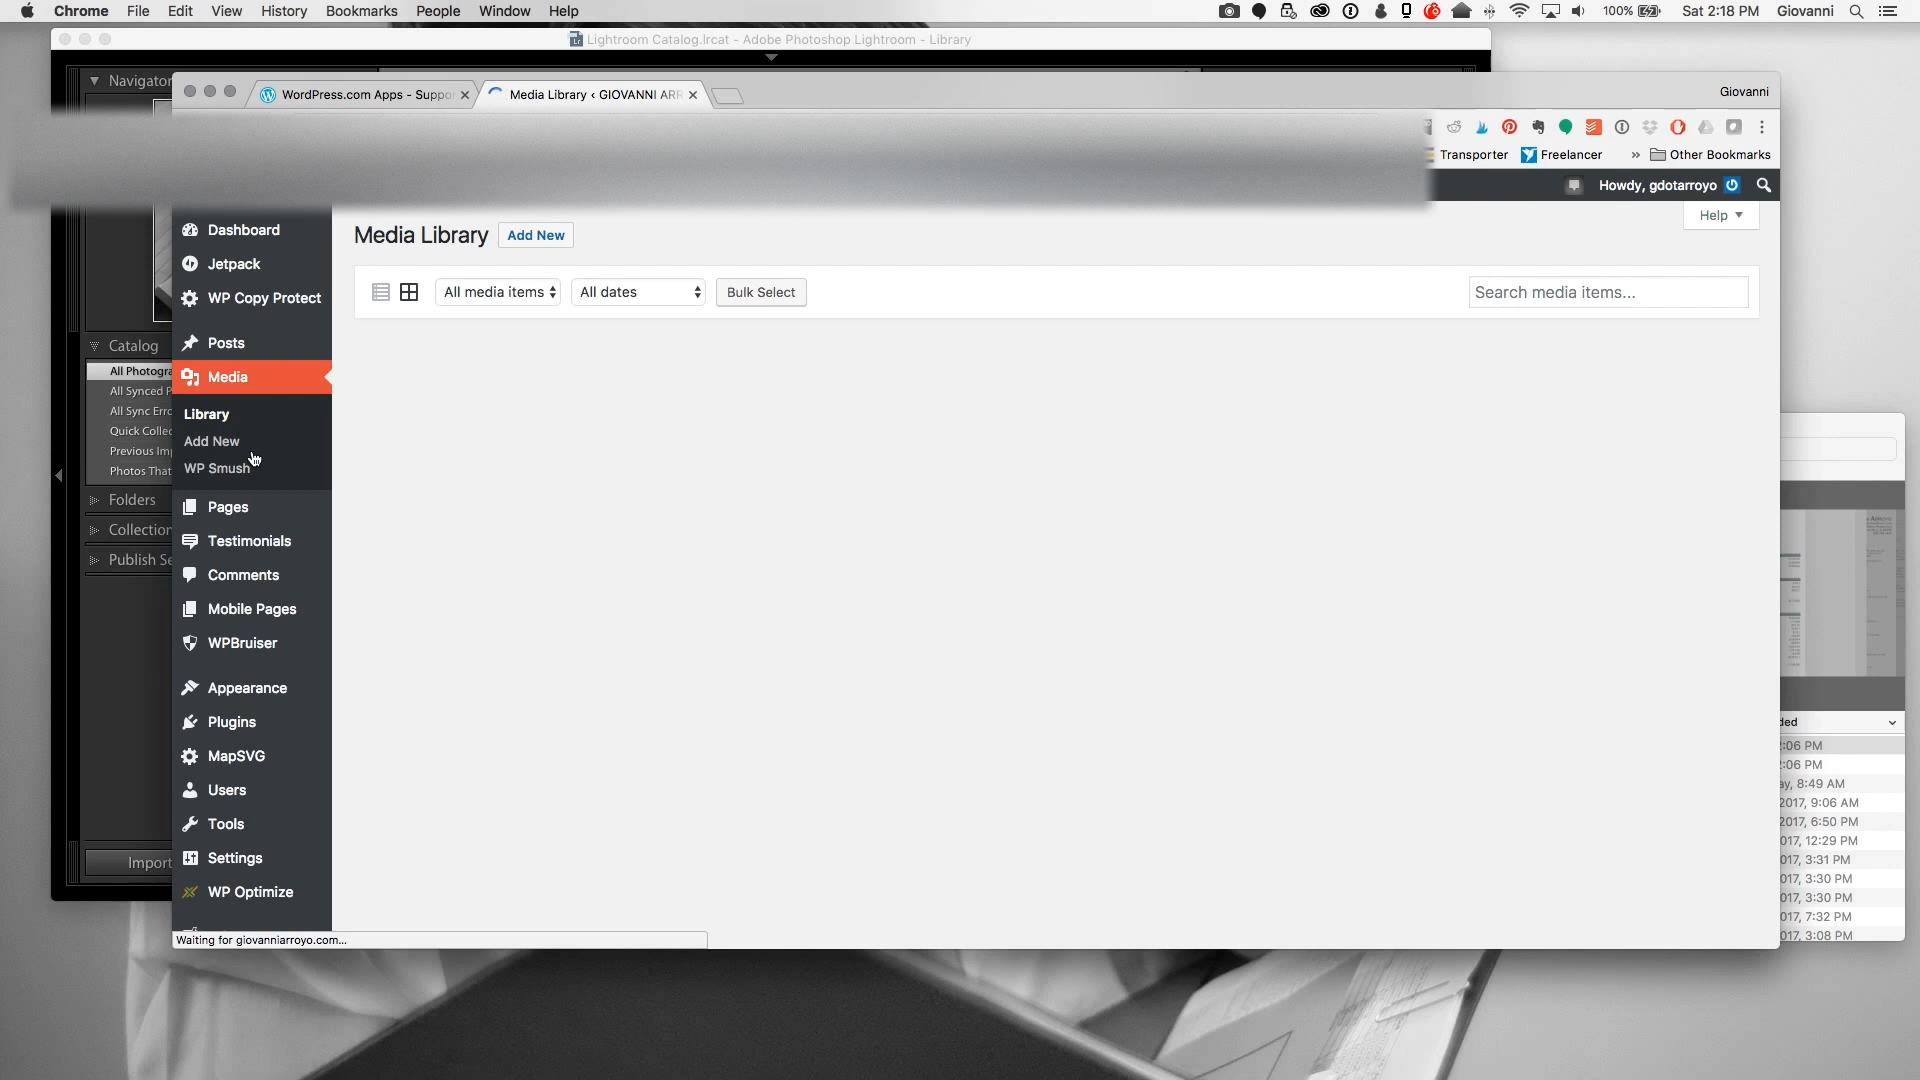 Chrome File Edit View History Bookmarks People Window Help
100% Sat 2:18 PM Giovanni
Lightroom Catalog.lrcat - Adobe Photoshop Lightroom - Library
Navigator
WordPress.com Apps - Suppor
Media Library ‹ GIOVANNI ARR
Giovanni
Transporter
Freelancer
» Other Bookmarks
Howdy, gdotarroyo
Help
Dashboard
Media Library Add New
Jetpack
WP Copy Protect
All media items
All dates
Bulk Select
Search media items...
Posts
Catalog
All Photogra
Media
All Synced P
All Sync Erro
Library
Quick Collec
Add New
Previous Im
WP Smush
Photos That
Folders
Pages
Collection
Testimonials
Publish Se
Comments
Mobile Pages
WPBruiser
Appearance
Plugins
MapSVG
Users
Tools
Settings
Import
WP Optimize
Waiting for giovanniarroyo.com...
ded
:06 PM
:06 PM
ay, 8:49 AM
2017, 9:06 AM
2017, 6:50 PM
017, 12:29 PM
017, 3:31 PM
017, 3:30 PM
017, 3:30 PM
017, 7:32 PM
017, 3:08 PM